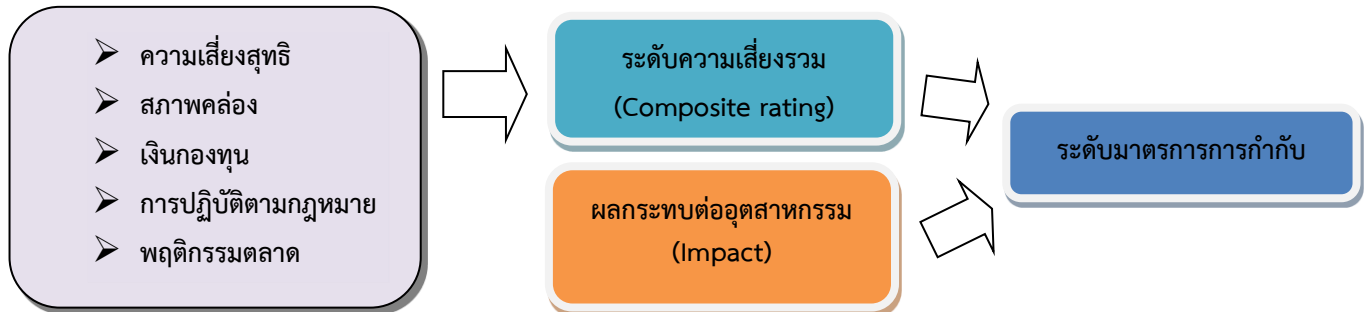 ความเสี่ยงสุทธิ
สภาพคล่อง
เงินกองทุน
การปฏิบัติตามกฎหมาย
พฤติกรรมตลาด
ระดับความเสี่ยงรวม
(Composite rating)
ผลกระทบต่ออุตสาหกรรม
(Impact)
ระดับมาตรการการกำกับ